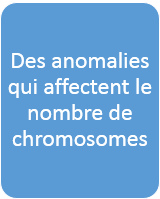 Des anomalies
qui affectent le
nombre de
chromosomes